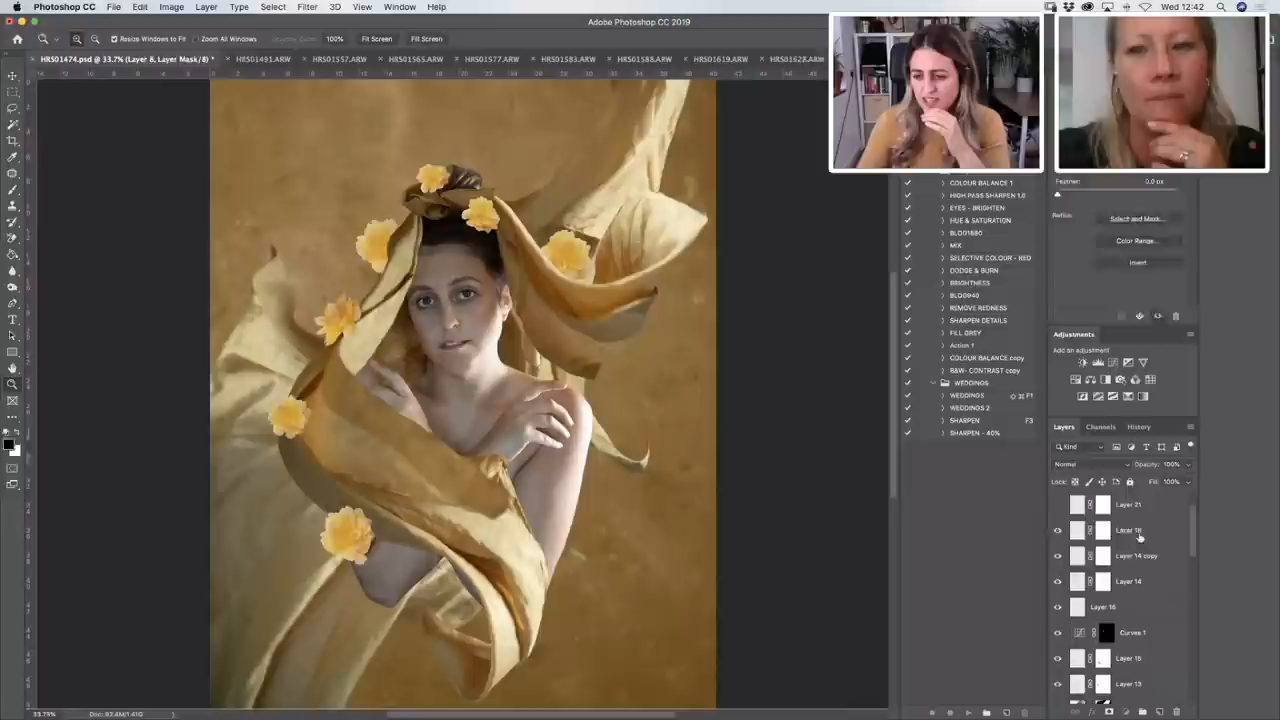 Photoshop CC File Edit Image Layer Type Select Filter 3D View Window Help
Wed 12:42
Adobe Photoshop CC 2019
Resize Windows to Fit Zoom All Windows 100% Fit Screen Fill Screen
HRS01474.psd @ 33.7% (Layer 8, Layer Mask/8) *
HRS01491.ARW
HRS01557.ARW
HRS01565.ARW
HRS01577.ARW
HRS01583.ARW
HRS01588.ARW
HRS01619.ARW
COLOUR BALANCE 1
HIGH PASS SHARPEN 1.0
EYES - BRIGHTEN
HUE & SATURATION
MIX
SELECTIVE COLOUR - RED
DODGE & BURN
BRIGHTNESS
REMOVE REDNESS
SHARPEN DETAILS
FILL GREY
Action 1
COLOUR BALANCE copy
B&W- CONTRAST copy
WEDDINGS
WEDDINGS F1
WEDDINGS 2
SHARPEN F3
SHARPEN - 40%
Feather: 0.0 px
Refine:
Select and Mask...
Color Range...
Invert
Adjustments
Add an adjustment
Layers Channels History
Kind
Normal Opacity: 100%
Lock: Fill: 100%
Layer 21
Layer 14 copy
Layer 14
Layer 16
Curves 1
Layer 15
Layer 13
Doc: 92.4M/1.41G